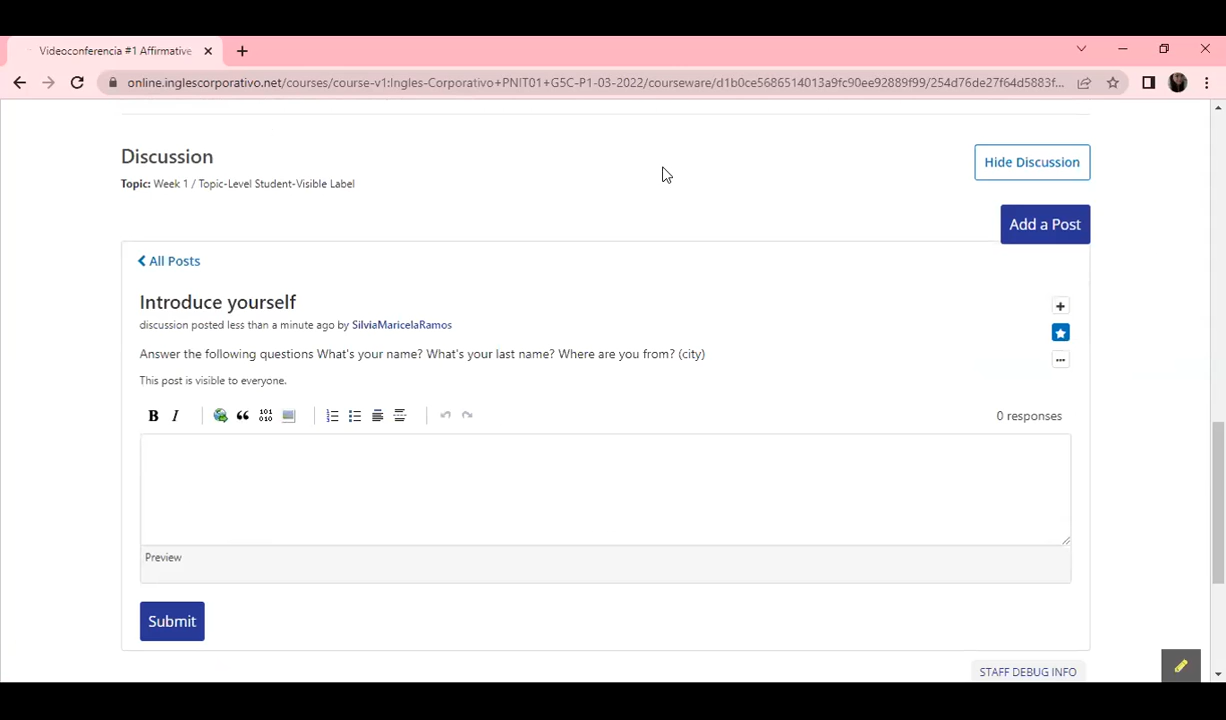 Videoconferencia #1 Affirmative
online.inglescorporativo.net/courses/course-v1:Ingles-Corporativo+PNIT01+G5C-P1-03-2022/courseware/d1b0ce5686514013a9fc90ee92889f99/254d76de27f64d5883f...
Discussion
Hide Discussion
Topic: Week 1 / Topic-Level Student-Visible Label
Add a Post
All Posts
Introduce yourself
discussion posted less than a minute ago by SilviaMaricelaRamos
Answer the following questions What's your name? What's your last name? Where are you from? (city)
This post is visible to everyone.
B I 101 010 0 responses
Preview
Submit
STAFF DEBUG INFO